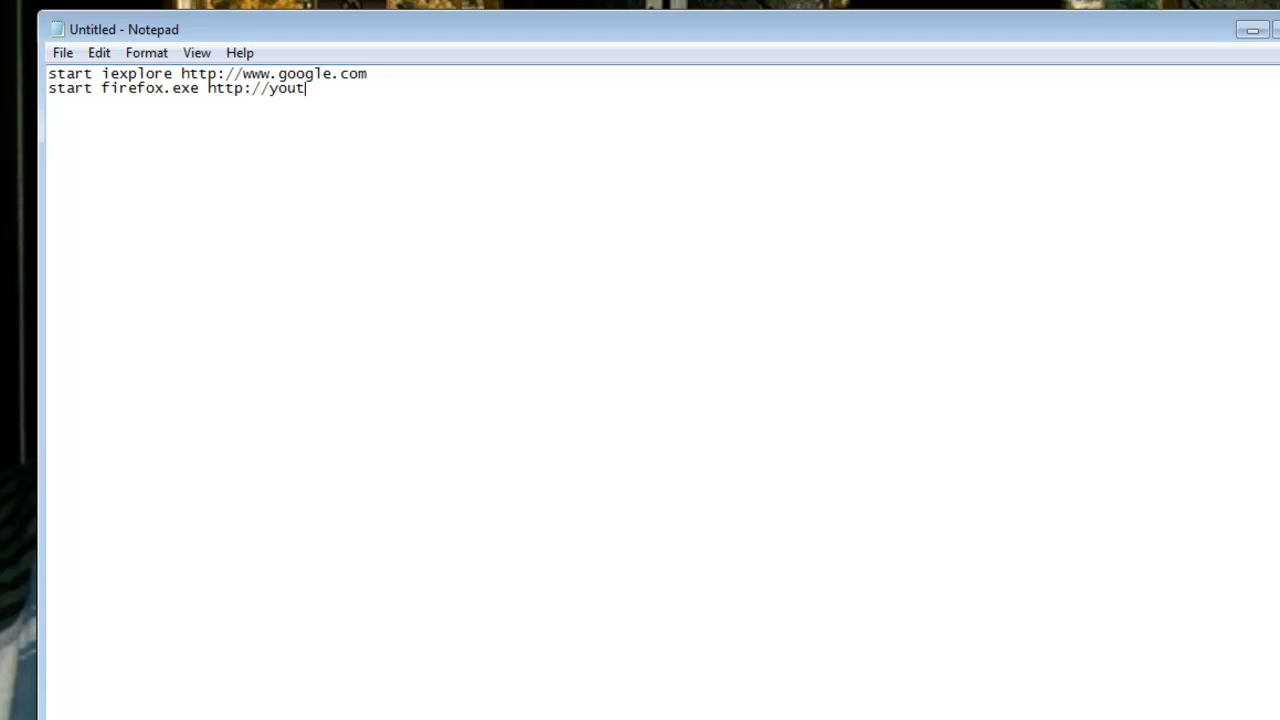 Untitled - Notepad
File Edit Format View Help
start iexplore http://www.google.com
start firefox.exe http://yout